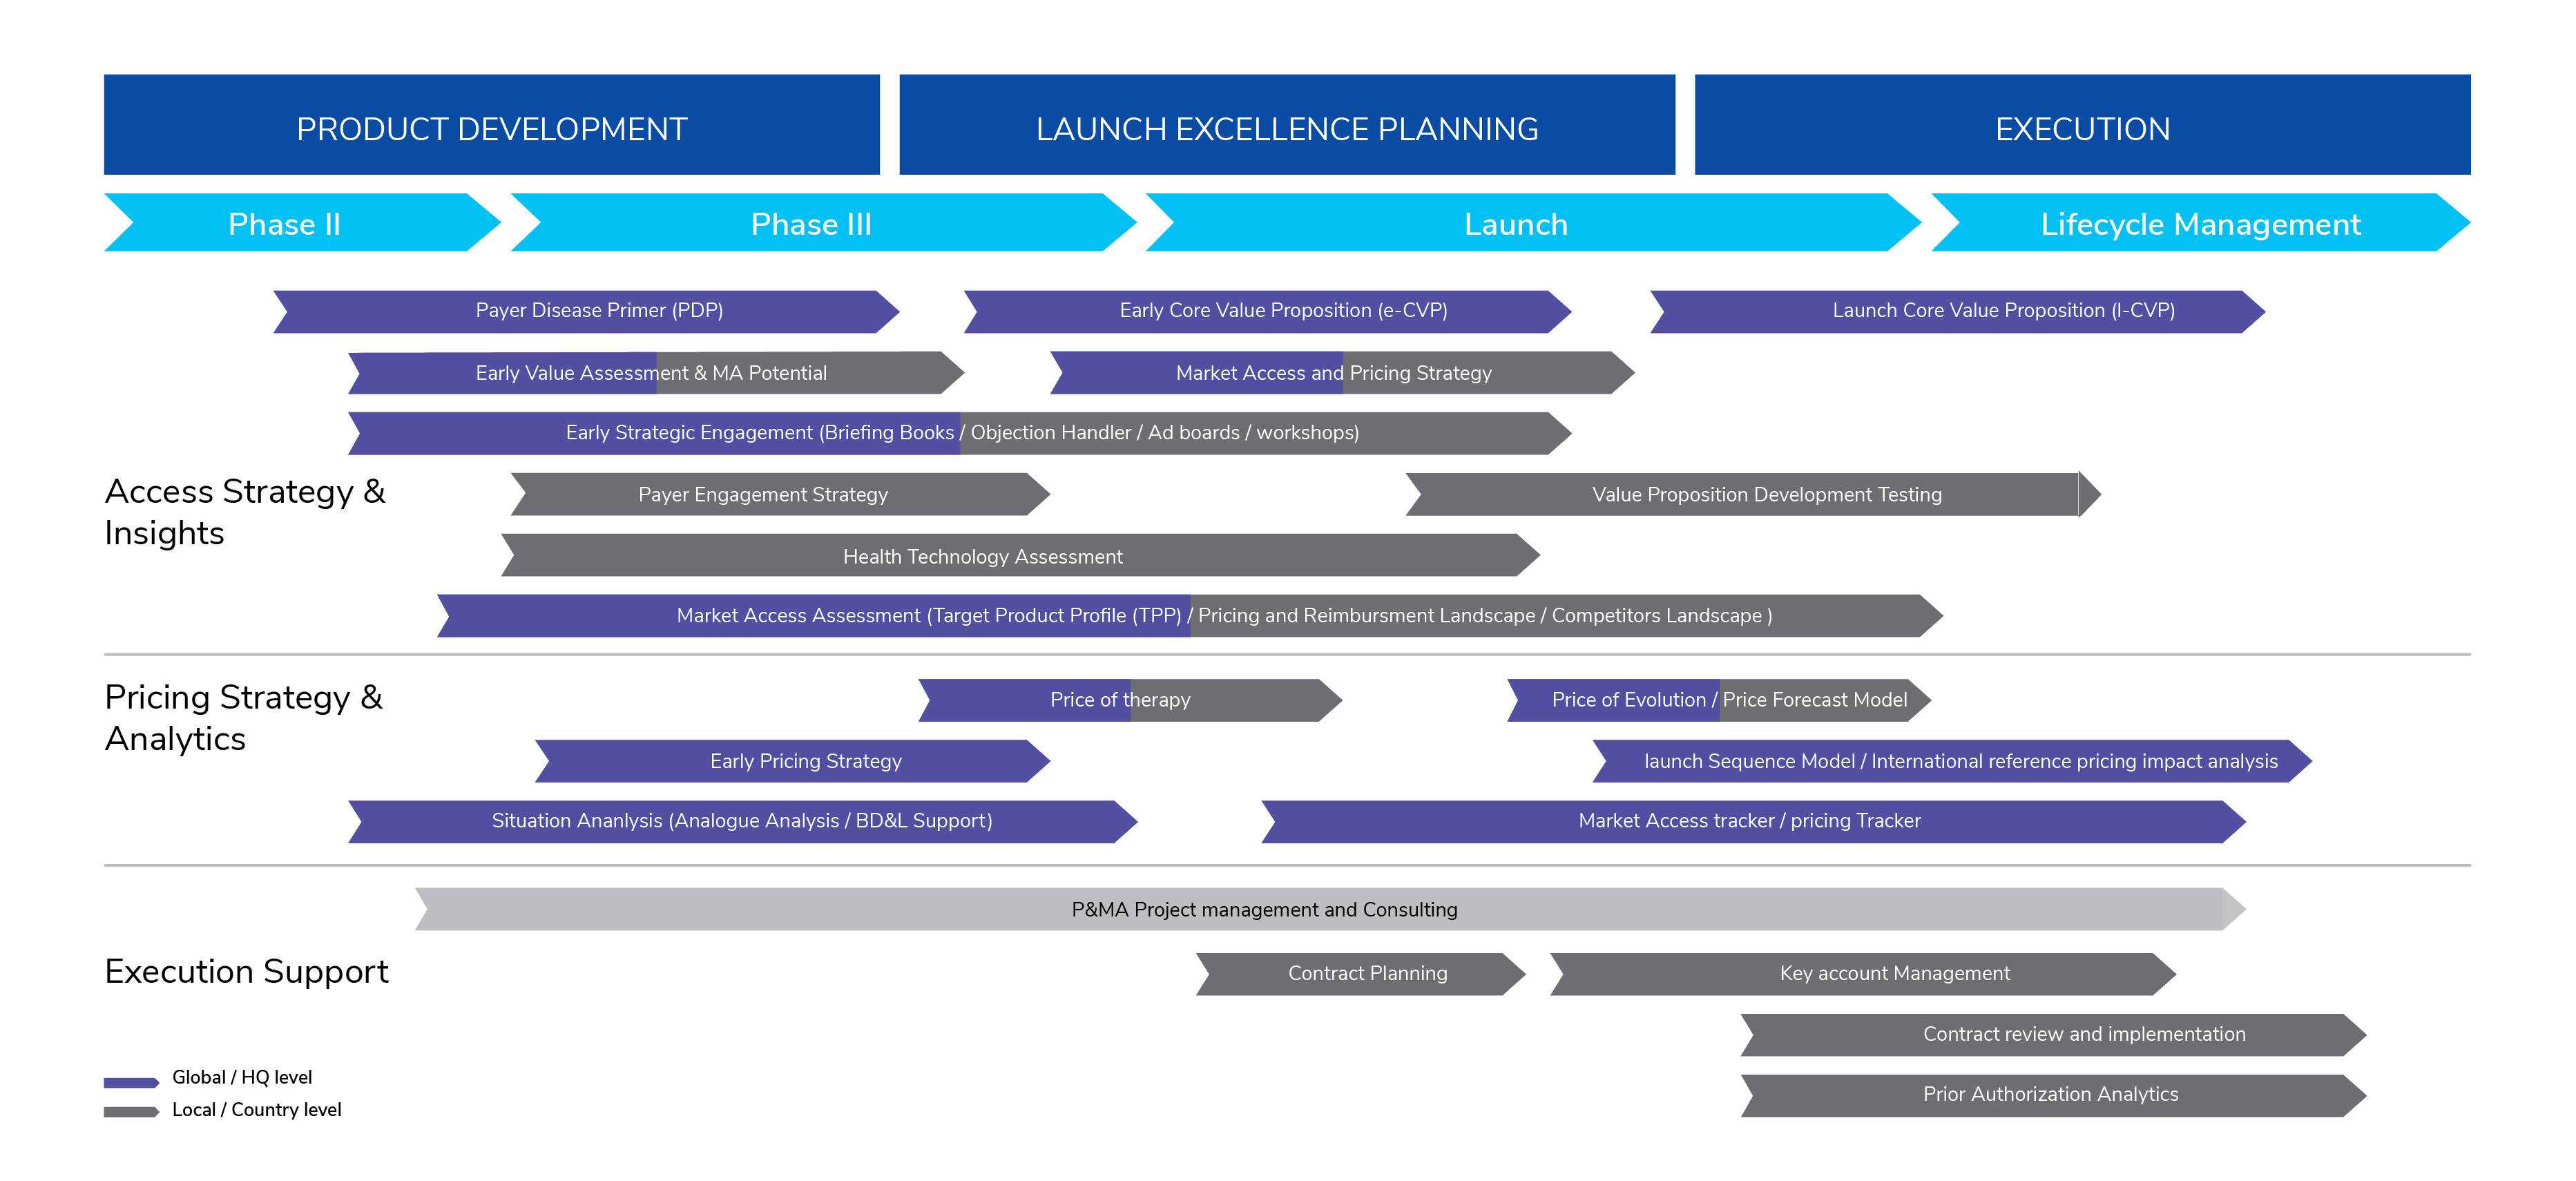 PRODUCT DEVELOPMENT
LAUNCH EXCELLENCE PLANNING
EXECUTION
Phase II
Phase III
Launch
Lifecycle Management
Payer Disease Primer (PDP)
Early Core Value Proposition (e-CVP)
Launch Core Value Proposition (l-CVP)
Early Value Assessment & MA Potential
Market Access and Pricing Strategy
Early Strategic Engagement (Briefing Books / Objection Handler / Ad boards / workshops)
Access Strategy &
Insights
Payer Engagement Strategy
Value Proposition Development Testing
Health Technology Assessment
Market Access Assessment (Target Product Profile (TPP) / Pricing and Reimbursment Landscape / Competitors Landscape )
Pricing Strategy &
Analytics
Price of therapy
Price of Evolution / Price Forecast Model
Early Pricing Strategy
launch Sequence Model / International reference pricing impact analysis
Situation Ananlysis (Analogue Analysis / BD&L Support)
Market Access tracker / pricing Tracker
P&MA Project management and Consulting
Execution Support
Contract Planning
Key account Management
Contract review and implementation
Prior Authorization Analytics
Global / HQ level
Local / Country level